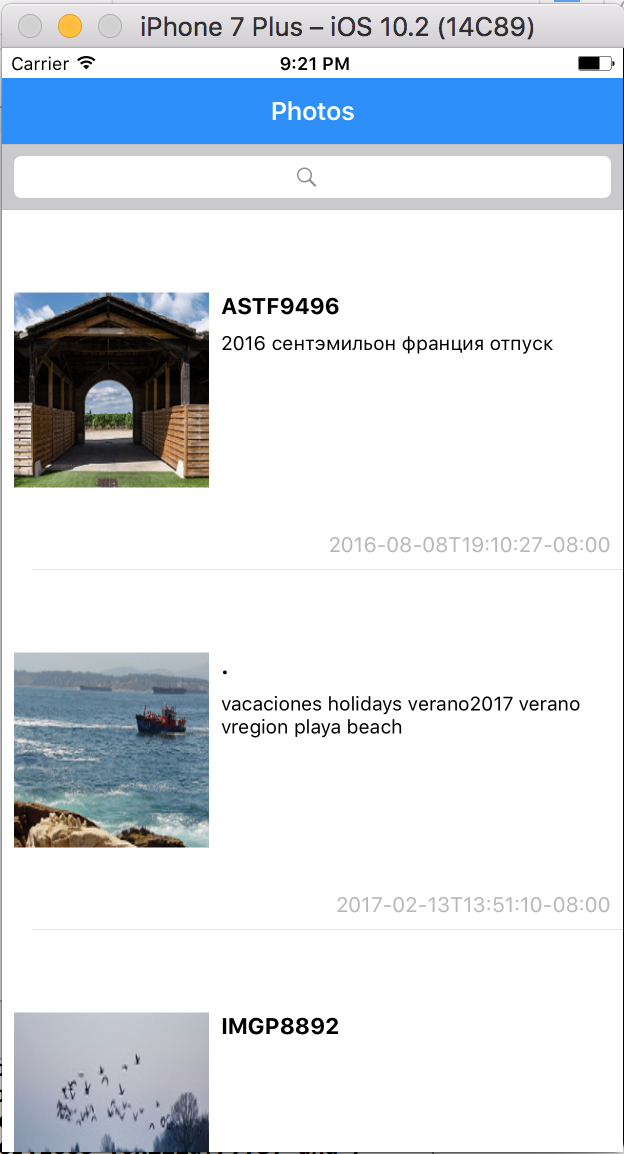 iPhone 7 Plus – iOS 10.2 (14C89)
Carrier 9:21 PM
Photos
ASTF9496
2016 сентэмильон франция отпуск
2016-08-08T19:10:27-08:00
.
vacaciones holidays verano2017 verano
vregion playa beach
2017-02-13T13:51:10-08:00
IMGP8892